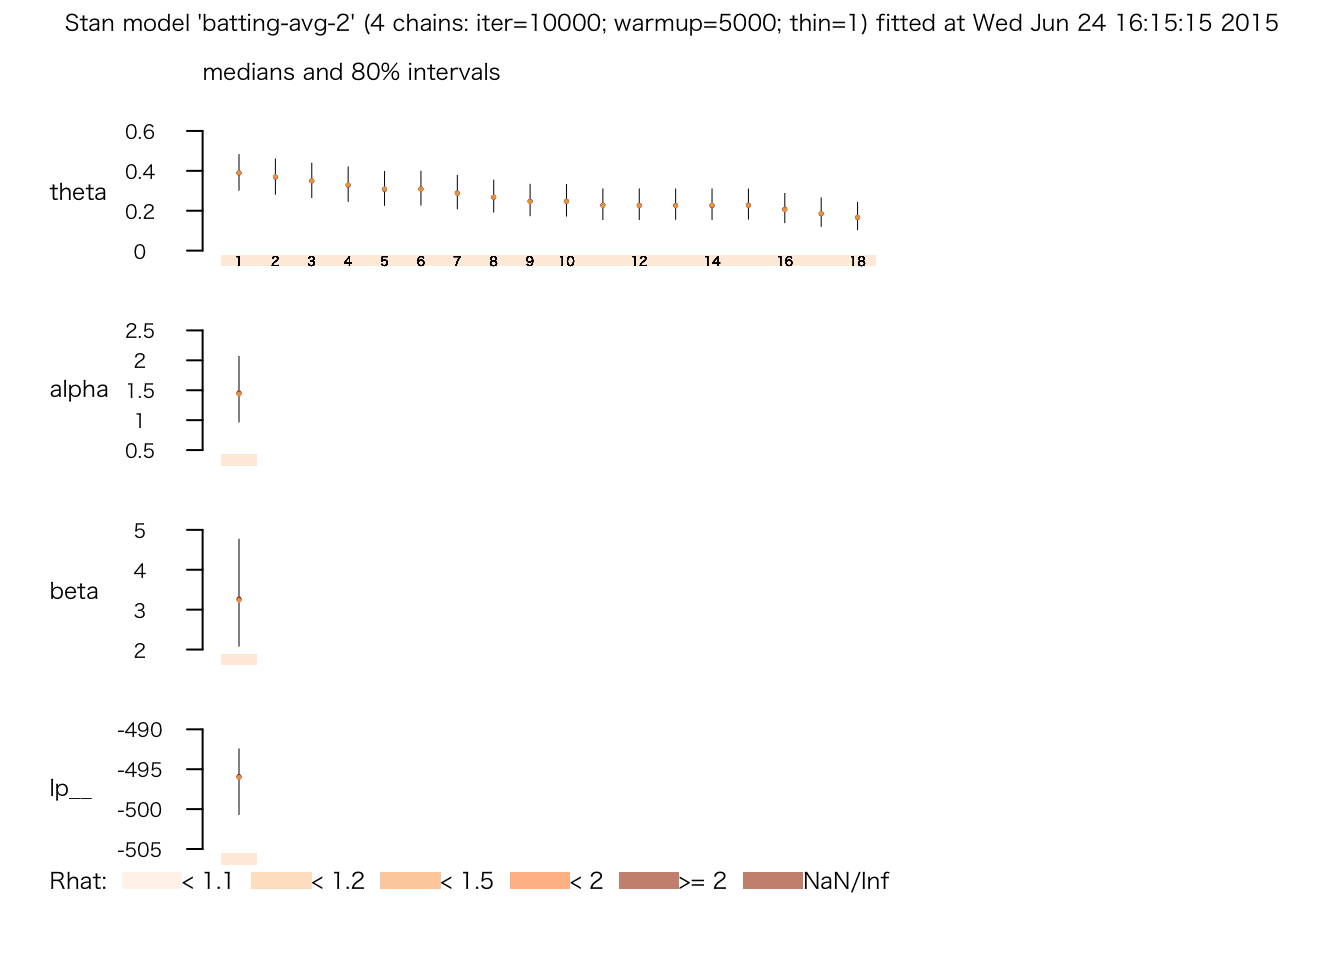 Stan model 'batting-avg-2' (4 chains: iter=10000; warmup=5000; thin=1) fitted at Wed Jun 24 16:15:15 2015
medians and 80% intervals
theta
0.6
0.4
0.2
0
1 2 3 4 5 6 7 8 9 10 12 14 16 18
alpha
2.5
2
1.5
1
0.5
beta
5
4
3
2
lp__
-490
-495
-500
-505
Rhat: < 1.1 < 1.2 < 1.5 < 2 >= 2 NaN/Inf